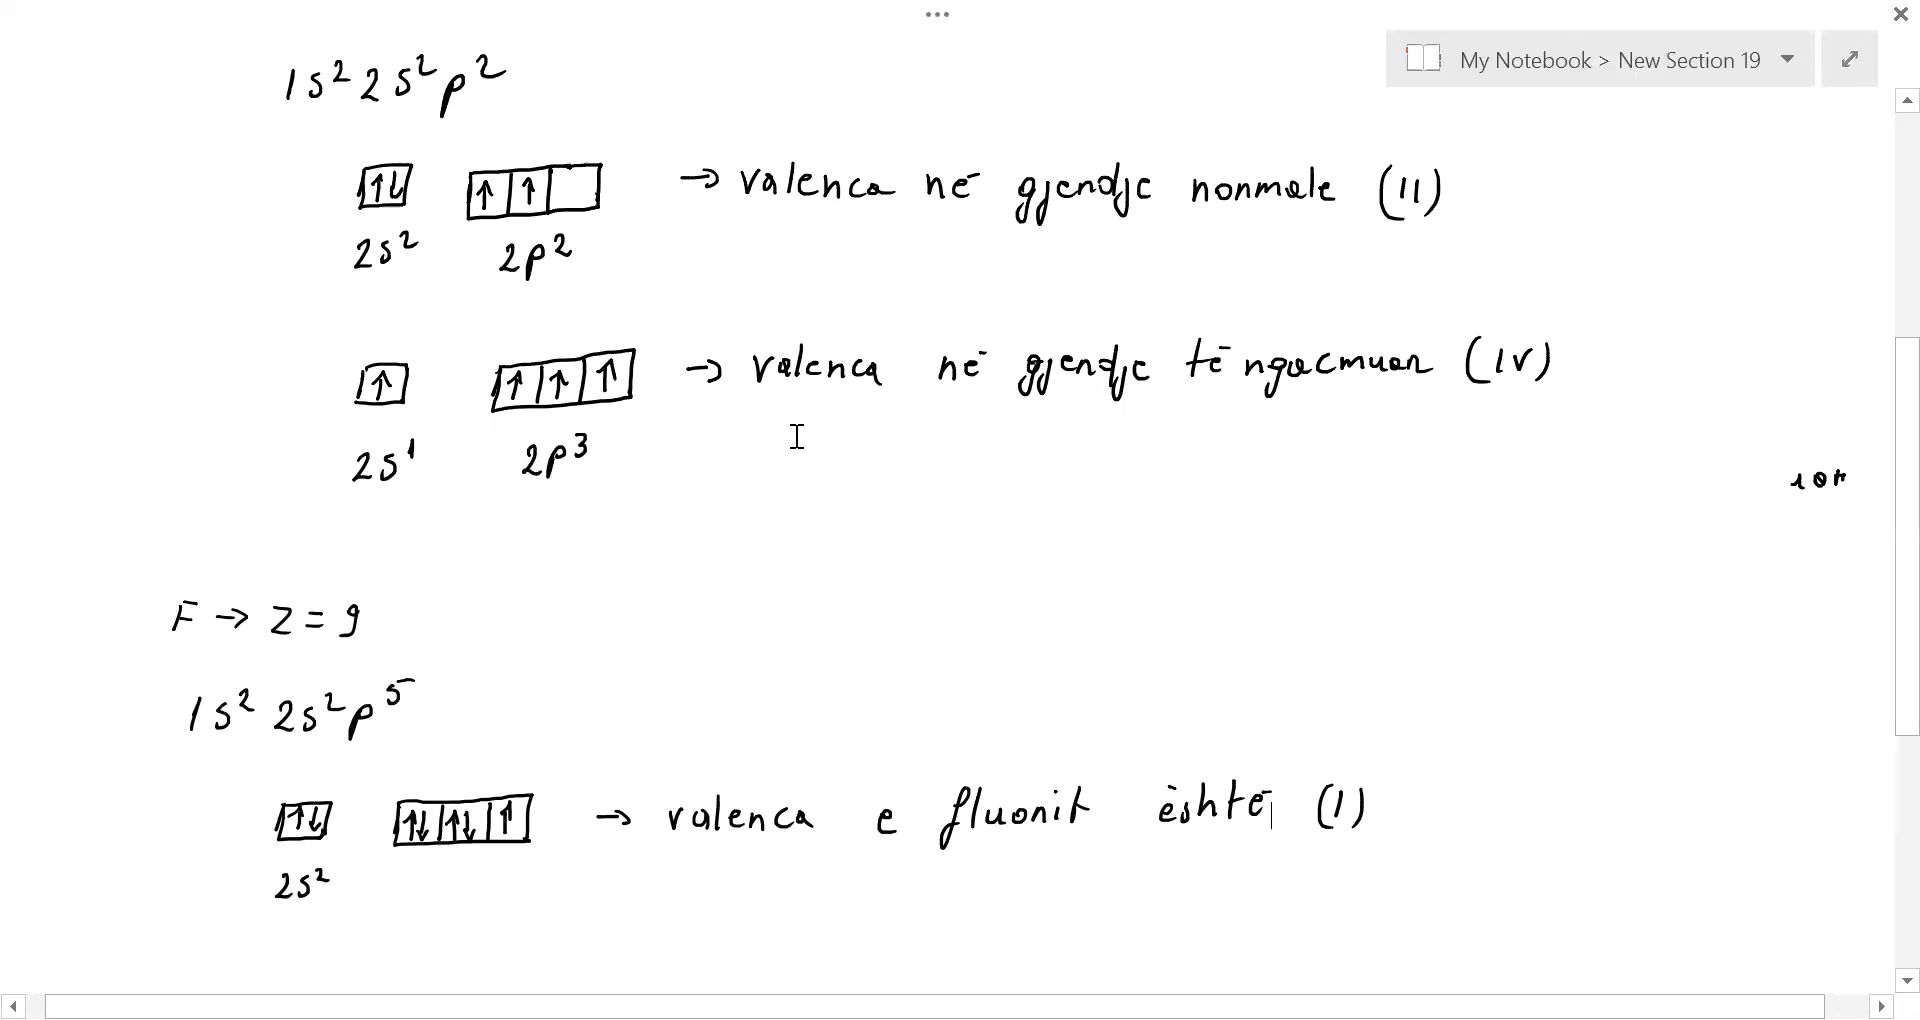 My Notebook > New Section 19
1s² 2s²p²
↑↓ ↑ ↑ → valenca në gjendje normale (II)
2s² 2p²
↑ ↑ ↑ ↑ → valenca në gjendje të ngacmuar (IV)
2s¹ 2p³
F → Z = 9
1s² 2s²p⁵
↑↓ ↑↓ ↑↓ ↑ → valenca e fluorit është (I)
2s²